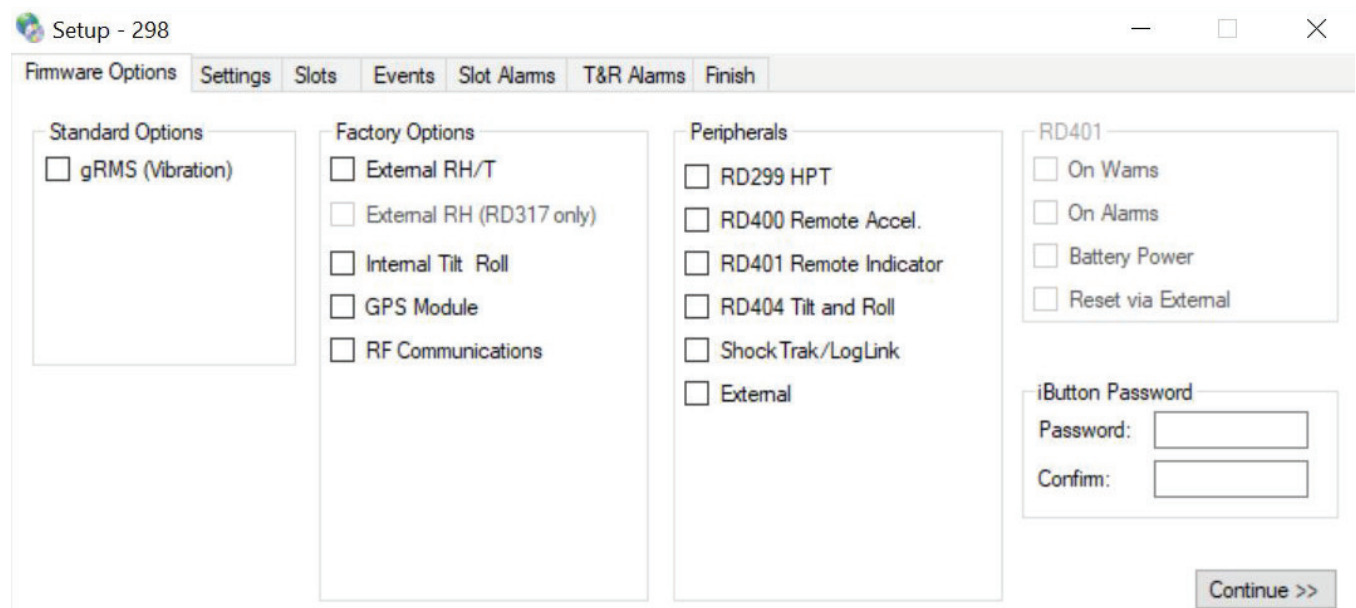 Setup - 298
Firmware Options Settings Slots Events Slot Alarms T&R Alarms Finish
Standard Options
gRMS (Vibration)
Factory Options
External RH/T
External RH (RD317 only)
Internal Tilt Roll
GPS Module
RF Communications
Peripherals
RD299 HPT
RD400 Remote Accel.
RD401 Remote Indicator
RD404 Tilt and Roll
ShockTrak/LogLink
External
RD401
On Warns
On Alarms
Battery Power
Reset via External
iButton Password
Password:
Confirm:
Continue >>